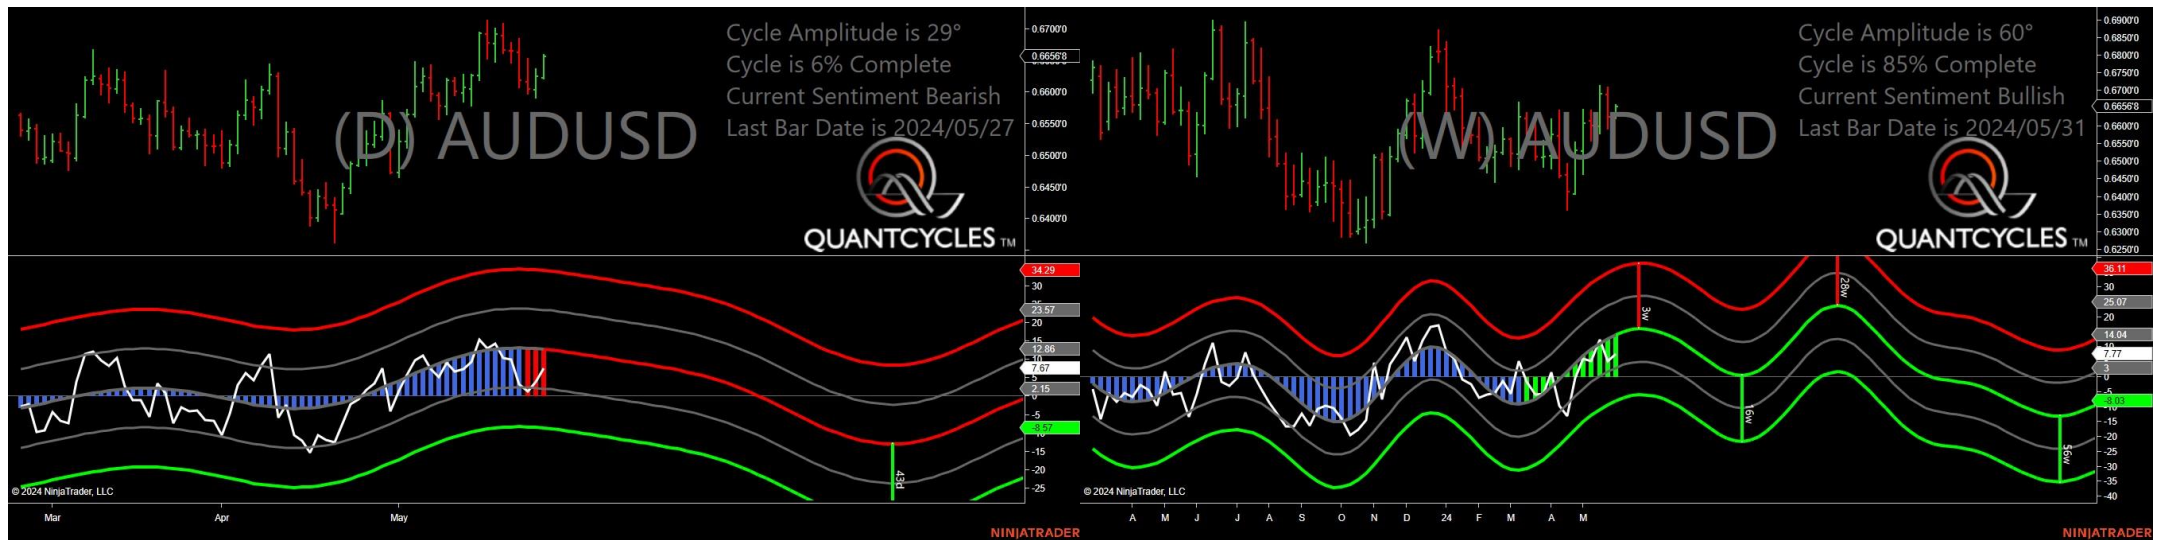 Cycle Amplitude is 29°
Cycle is 6% Complete
Current Sentiment Bearish
Last Bar Date is 2024/05/27
(D) AUDUSD
QUANTCYCLES TM
0.6700'0
0.6656'8
0.6600'0
0.6550'0
0.6500'0
0.6450'0
0.6400'0
34.29
30
23.57
20
15
12.86
10
7.67
5
2.15
0
-5
-8.57
-10
-15
-20
-25
43d
© 2024 NinjaTrader, LLC
Mar Apr May
NINJATRADER
Cycle Amplitude is 60°
Cycle is 85% Complete
Current Sentiment Bullish
Last Bar Date is 2024/05/31
(W) AUDUSD
QUANTCYCLES TM
0.6900'0
0.6850'0
0.6800'0
0.6750'0
0.6700'0
0.6656'8
0.6600'0
0.6550'0
0.6500'0
0.6450'0
0.6400'0
0.6350'0
0.6300'0
0.6250'0
36.11
30
25.07
20
14.04
10
7.77
3
0
-8.03
-10
-15
-20
-25
-30
-35
-40
3w
16w
28w
56w
© 2024 NinjaTrader, LLC
A M J J A S O N D 24 F M A M
NINJATRADER